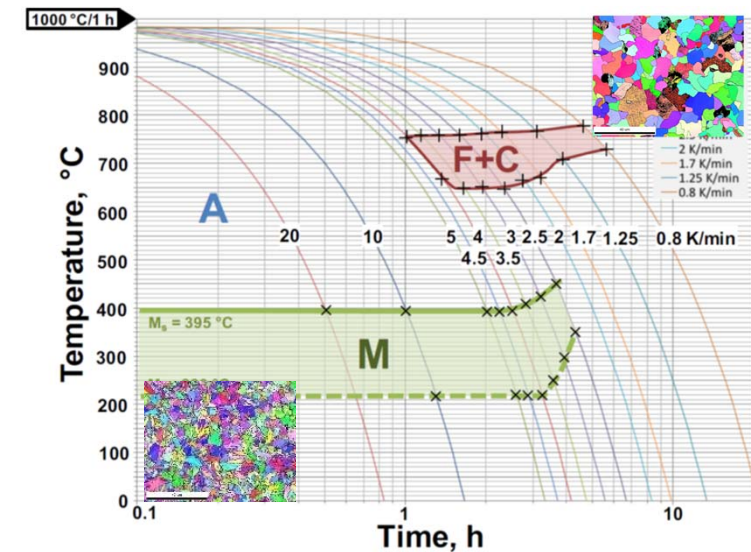 1000 °C/1 h
900
800
700
600
500
400
300
200
100
0
Temperature, °C
F+C
2 K/min
1.7 K/min
1.25 K/min
0.8 K/min
A
20 10 5 4 3 2.5 2 1.7 1.25 0.8 K/min
4.5 3.5
Ms = 395 °C
M
0.1 1 10
Time, h